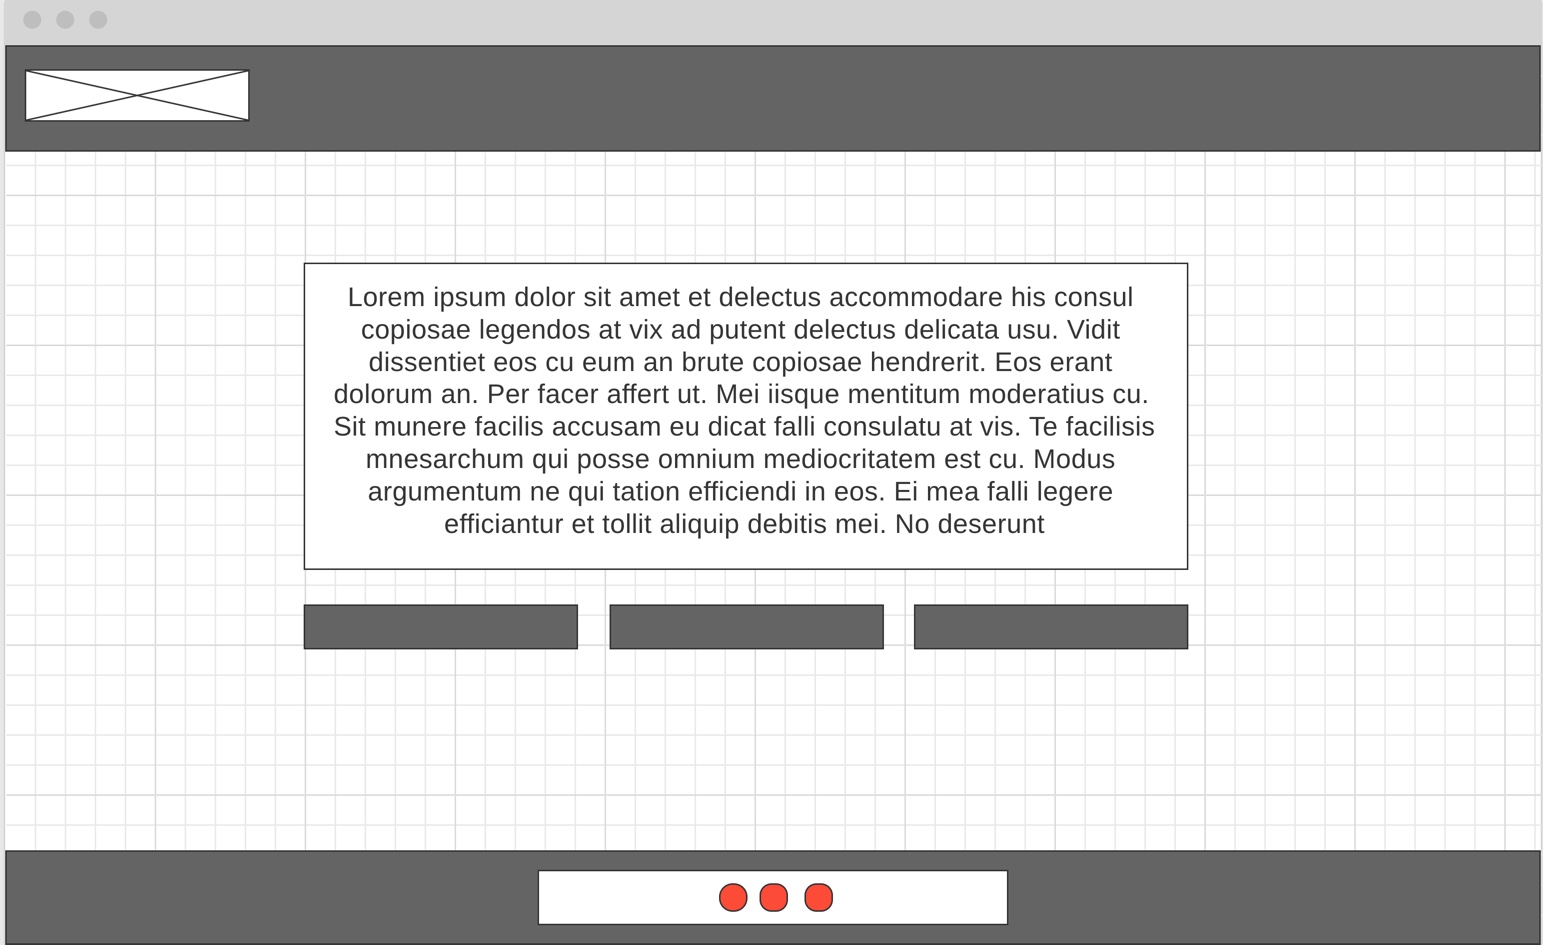 Lorem ipsum dolor sit amet et delectus accommodare his consul
copiosae legendos at vix ad putent delectus delicata usu. Vidit
dissentiet eos cu eum an brute copiosae hendrerit. Eos erant
dolorum an. Per facer affert ut. Mei iisque mentitum moderatius cu.
Sit munere facilis accusam eu dicat falli consulatu at vis. Te facilisis
mnesarchum qui posse omnium mediocritatem est cu. Modus
argumentum ne qui tation efficiendi in eos. Ei mea falli legere
efficiantur et tollit aliquip debitis mei. No deserunt